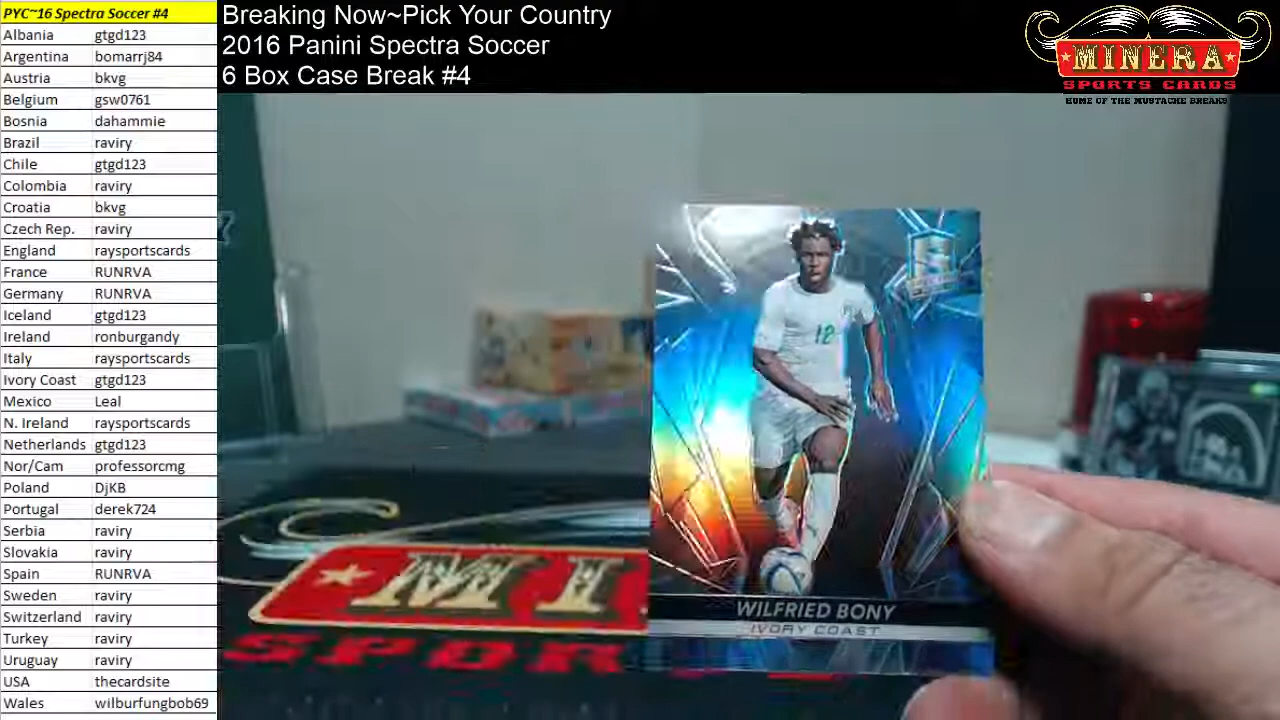 PYC~16 Spectra Soccer #4
Albania gtgd123
Argentina bomarrj84
Austria bkvg
Belgium gsw0761
Bosnia dahammie
Brazil raviry
Chile gtgd123
Colombia raviry
Croatia bkvg
Czech Rep. raviry
England raysportscards
France RUNRVA
Germany RUNRVA
Iceland gtgd123
Ireland ronburgandy
Italy raysportscards
Ivory Coast gtgd123
Mexico Leal
N. Ireland raysportscards
Netherlands gtgd123
Nor/Cam professorcmg
Poland DjKB
Portugal derek724
Serbia raviry
Slovakia raviry
Spain RUNRVA
Sweden raviry
Switzerland raviry
Turkey raviry
Uruguay raviry
USA thecardsite
Wales wilburfungbob69
Breaking Now~Pick Your Country
2016 Panini Spectra Soccer
6 Box Case Break #4
MINERA
SPORTS CARDS
HOME OF THE MUSTACHE BREAKS
12
WILFRIED BONY
IVORY COAST
MI
SPOR